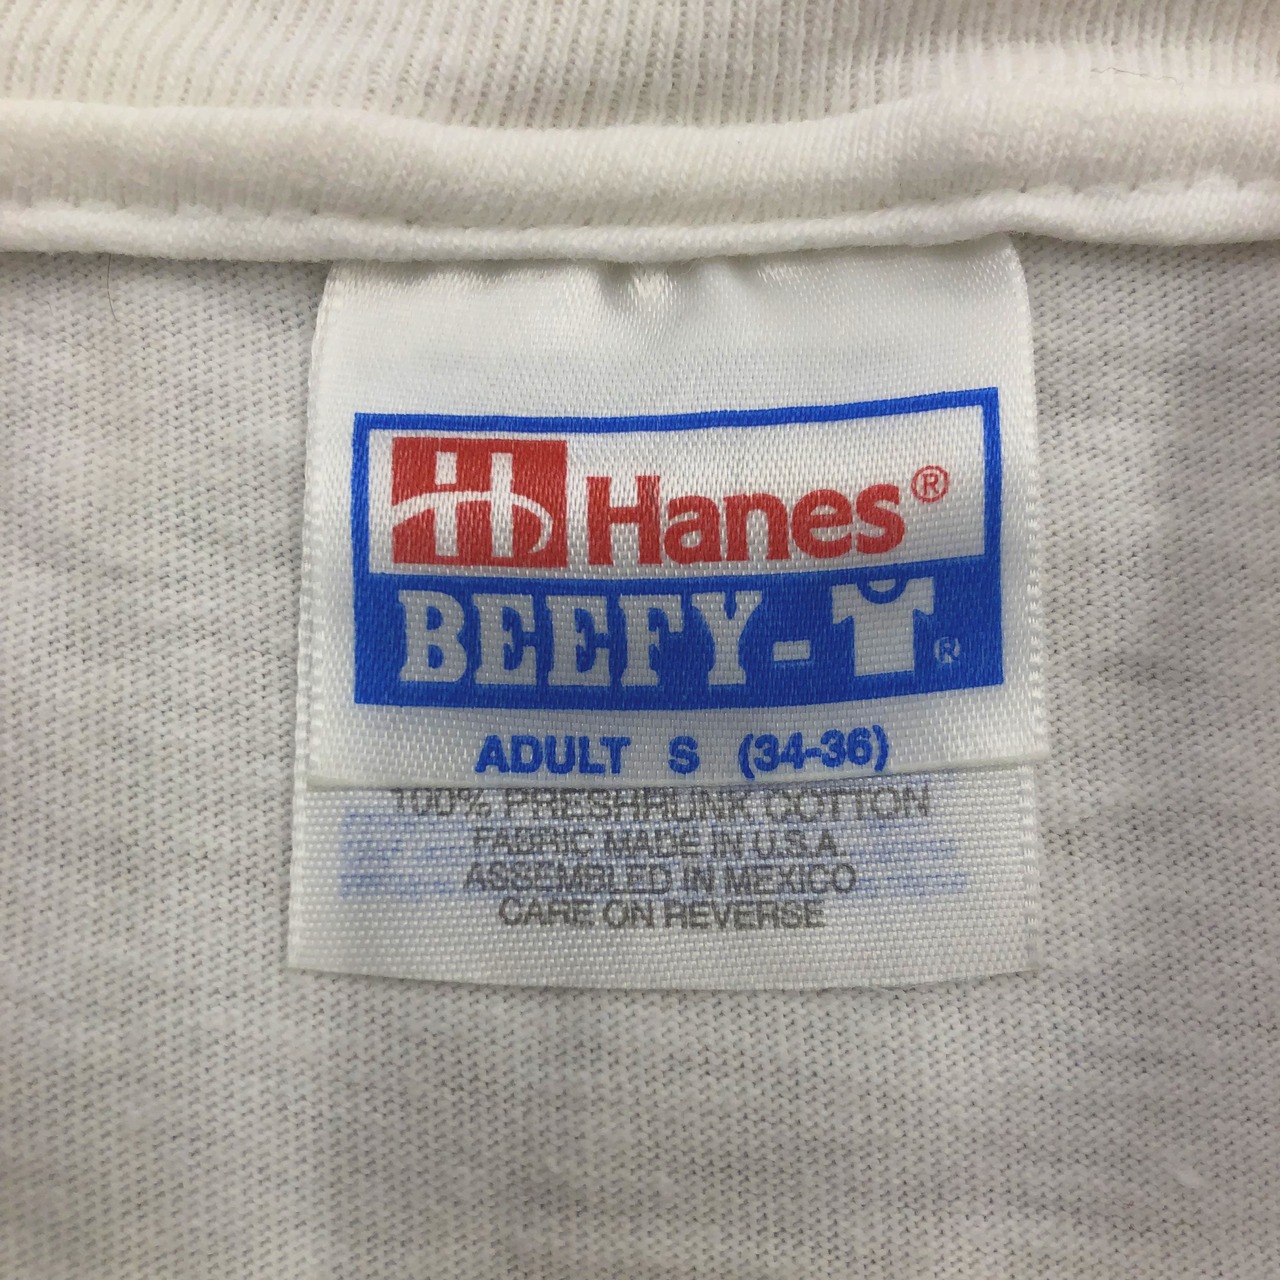 Hanes®
BEEFY-T®
ADULT S (34-36)
100% PRESHRUNK COTTON
FABRIC MADE IN U.S.A
ASSEMBLED IN MEXICO
CARE ON REVERSE